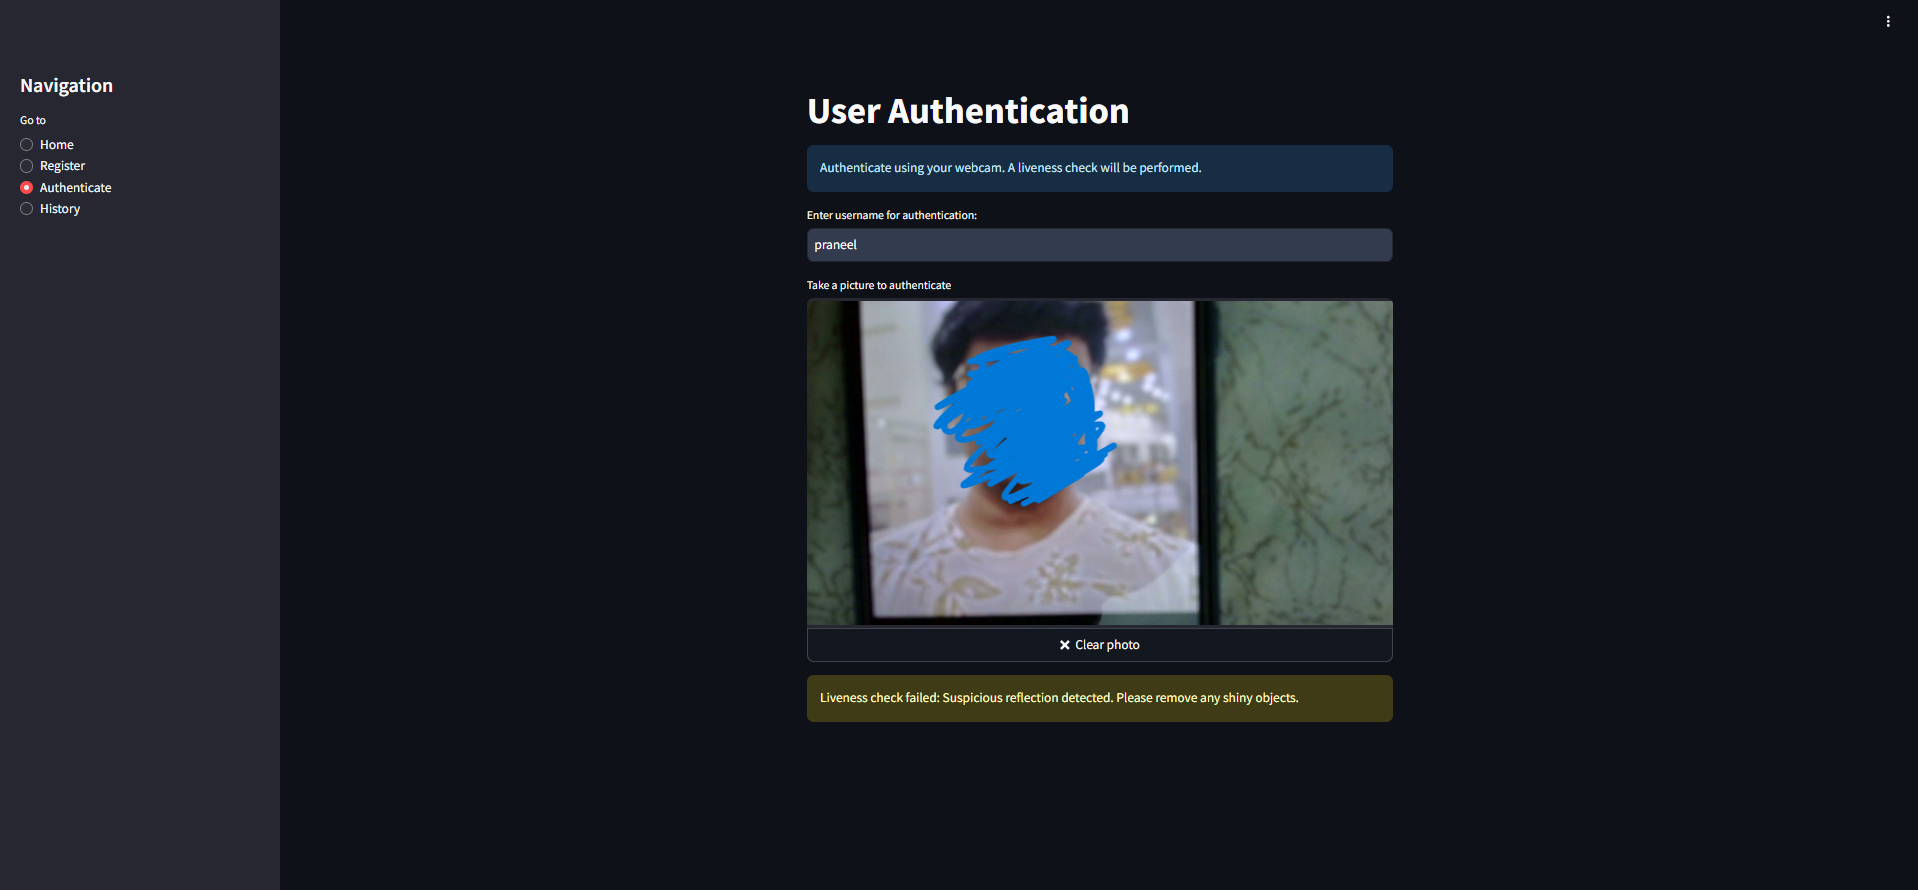 Navigation
Go to
Home
Register
Authenticate
History
User Authentication
Authenticate using your webcam. A liveness check will be performed.
Enter username for authentication:
praneel
Take a picture to authenticate
Clear photo
Liveness check failed: Suspicious reflection detected. Please remove any shiny objects.